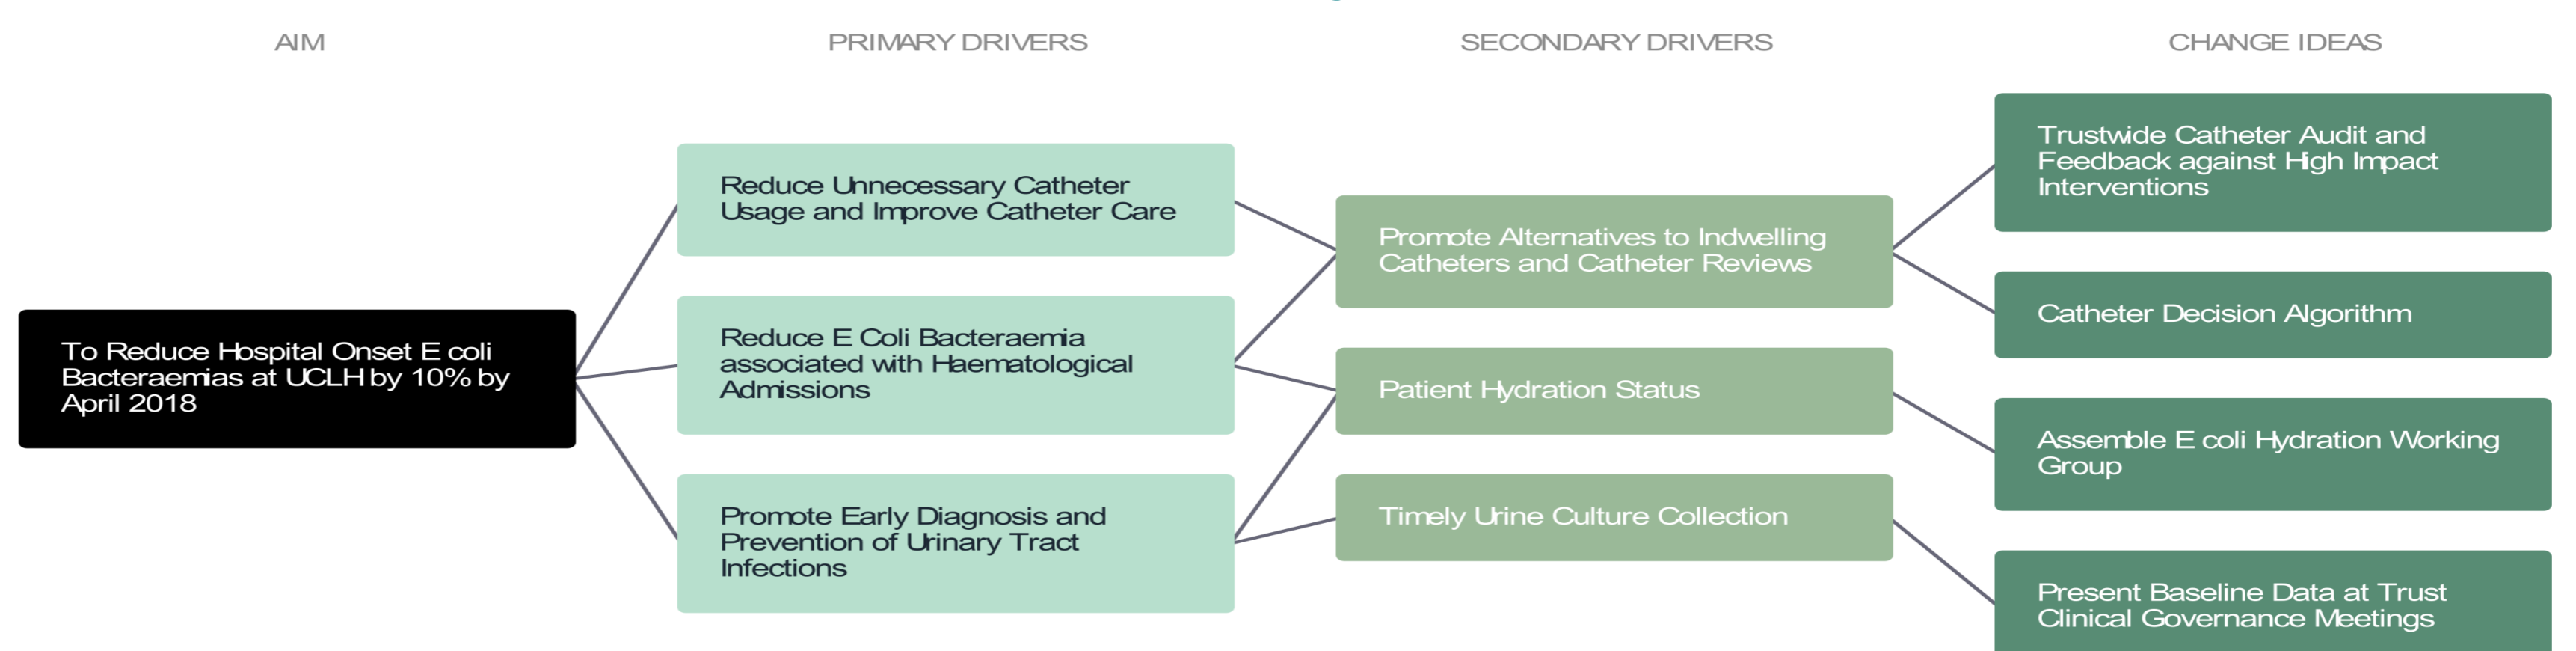 AIM
PRIMARY DRIVERS
SECONDARY DRIVERS
CHANGE IDEAS
To Reduce Hospital Onset E coli
Bacteraemias at UCLH by 10% by
April 2018
Reduce Unnecessary Catheter
Usage and Improve Catheter Care
Reduce E Coli Bacteraemia
associated with Haematological
Admissions
Promote Early Diagnosis and
Prevention of Urinary Tract
Infections
Promote Alternatives to Indwelling
Catheters and Catheter Reviews
Patient Hydration Status
Timely Urine Culture Collection
Trustwide Catheter Audit and
Feedback against High Impact
Interventions
Catheter Decision Algorithm
Assemble E coli Hydration Working
Group
Present Baseline Data at Trust
Clinical Governance Meetings